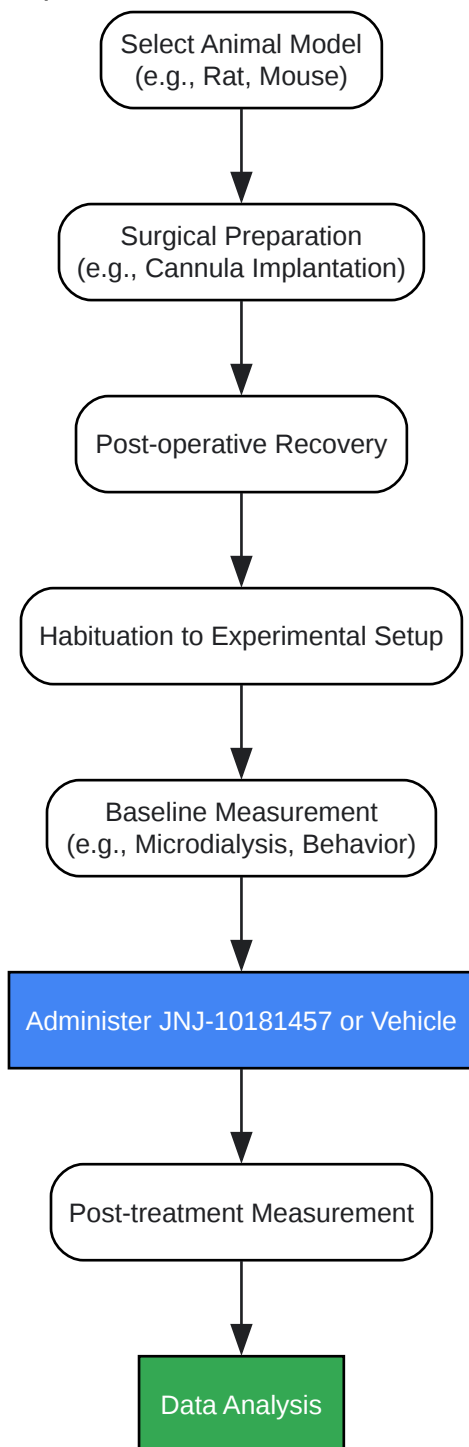 Select Animal Model
(e.g., Rat, Mouse)
Surgical Preparation
(e.g., Cannula Implantation)
Post-operative Recovery
Habituation to Experimental Setup
Baseline Measurement
(e.g., Microdialysis, Behavior)
Administer JNJ-10181457 or Vehicle
Post-treatment Measurement
Data Analysis